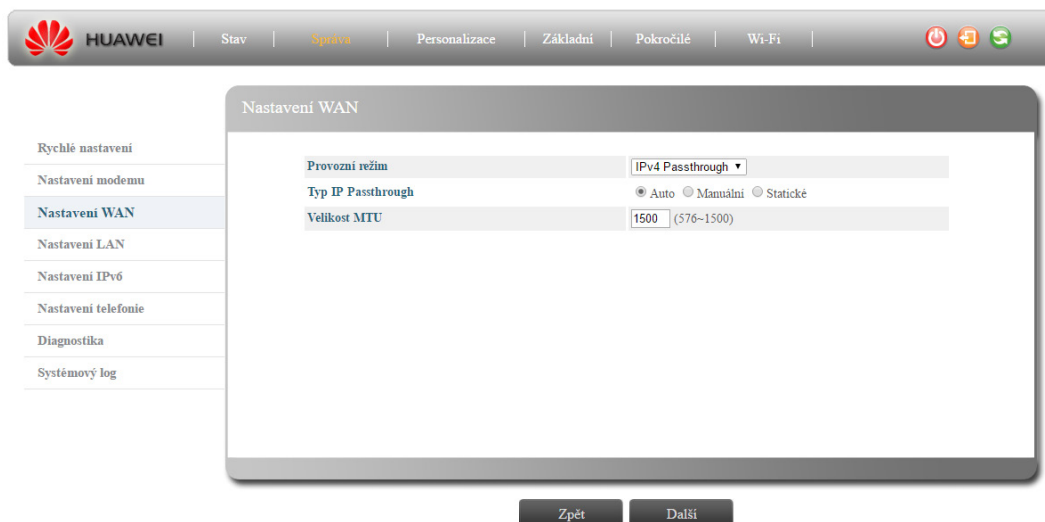 HUAWEI | Stav | Správa | Personalizace | Základní | Pokročilé | Wi-Fi |
Nastavení WAN
Rychlé nastavení
Nastavení modemu
Nastavení WAN
Nastavení LAN
Nastavení IPv6
Nastavení telefonie
Diagnostika
Systémový log
Provozní režim IPv4 Passthrough
Typ IP Passthrough Auto Manuální Statické
Velikost MTU 1500 (576~1500)
Zpět Další